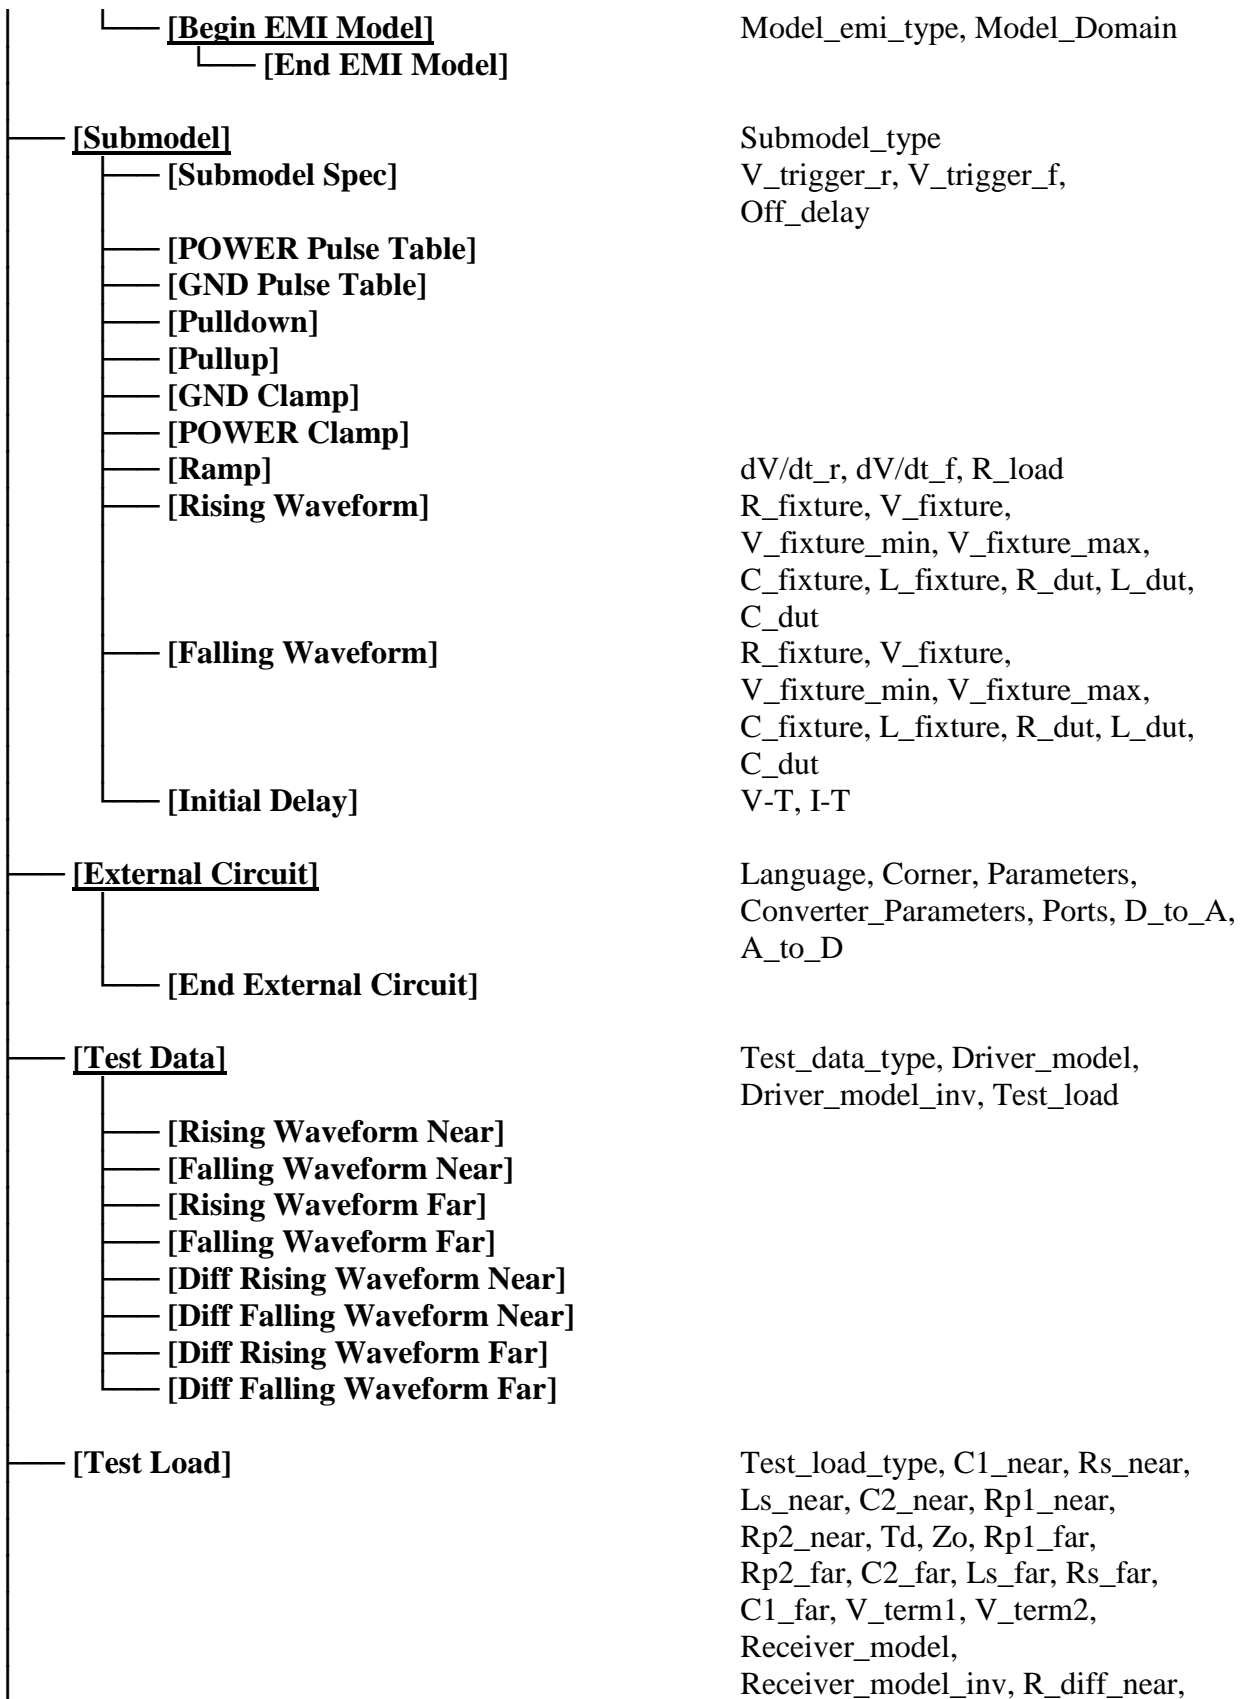 [Begin EMI Model] Model_emi_type, Model_Domain
[End EMI Model]
[Submodel] Submodel_type
[Submodel Spec] V_trigger_r, V_trigger_f,
Off_delay
[POWER Pulse Table]
[GND Pulse Table]
[Pulldown]
[Pullup]
[GND Clamp]
[POWER Clamp]
[Ramp] dV/dt_r, dV/dt_f, R_load
[Rising Waveform] R_fixture, V_fixture,
V_fixture_min, V_fixture_max,
C_fixture, L_fixture, R_dut, L_dut,
C_dut
[Falling Waveform] R_fixture, V_fixture,
V_fixture_min, V_fixture_max,
C_fixture, L_fixture, R_dut, L_dut,
C_dut
[Initial Delay] V-T, I-T
[External Circuit] Language, Corner, Parameters,
Converter_Parameters, Ports, D_to_A,
A_to_D
[End External Circuit]
[Test Data] Test_data_type, Driver_model,
Driver_model_inv, Test_load
[Rising Waveform Near]
[Falling Waveform Near]
[Rising Waveform Far]
[Falling Waveform Far]
[Diff Rising Waveform Near]
[Diff Falling Waveform Near]
[Diff Rising Waveform Far]
[Diff Falling Waveform Far]
[Test Load] Test_load_type, C1_near, Rs_near,
Ls_near, C2_near, Rp1_near,
Rp2_near, Td, Zo, Rp1_far,
Rp2_far, C2_far, Ls_far, Rs_far,
C1_far, V_term1, V_term2,
Receiver_model,
Receiver_model_inv, R_diff_near,